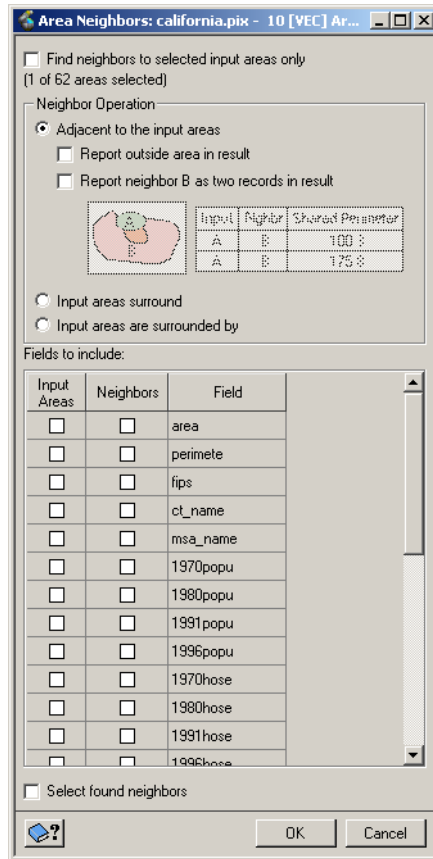 Area Neighbors: california.pix - 10 [VEC] Ar...
Find neighbors to selected input areas only
(1 of 62 areas selected)
Neighbor Operation
Adjacent to the input areas
Report outside area in result
Report neighbor B as two records in result
A
B
Input Nghbr Shared Perimeter
A B 100
A B 175
Input areas surround
Input areas are surrounded by
Fields to include:
Input Areas Neighbors Field
area
perimete
fips
ct_name
msa_name
1970popu
1980popu
1991popu
1996popu
1970hose
1980hose
1991hose
1996hose
Select found neighbors
?
OK Cancel